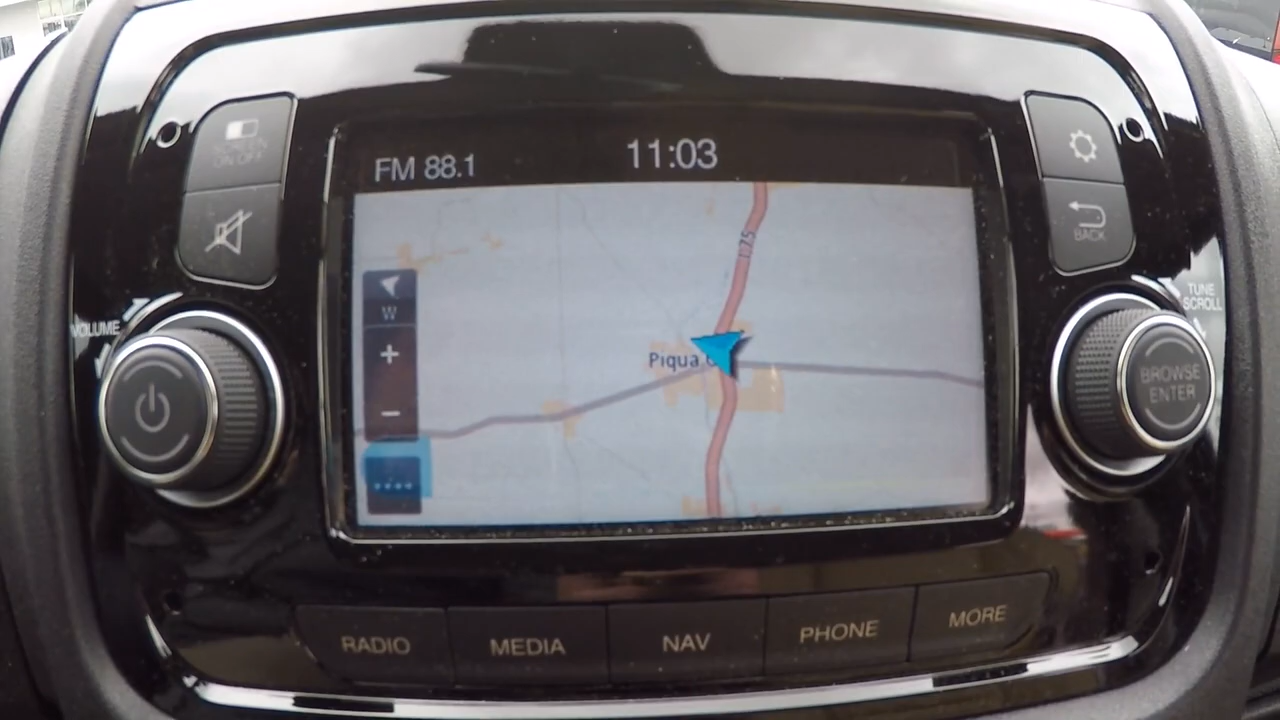 SCREEN
ON OFF
FM 88.1
11:03
BACK
VOLUME
TUNE
SCROLL
I75
W
+
−
Piqua
BROWSE
ENTER
RADIO
MEDIA
NAV
PHONE
MORE